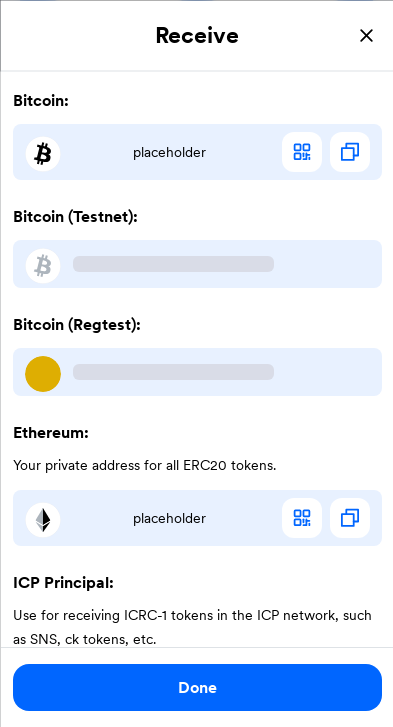 Receive
Bitcoin:
placeholder
Bitcoin (Testnet):
Bitcoin (Regtest):
Ethereum:
Your private address for all ERC20 tokens.
placeholder
ICP Principal:
Use for receiving ICRC-1 tokens in the ICP network, such
as SNS, ck tokens, etc.
Done